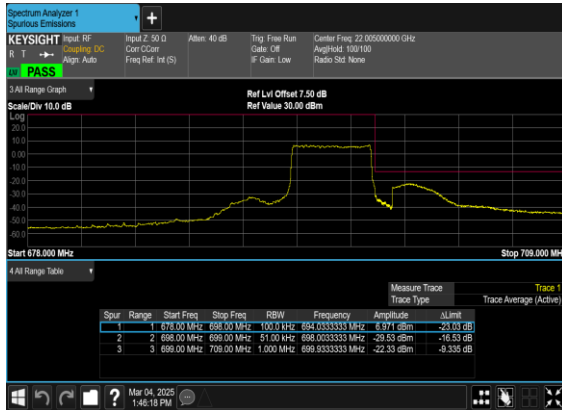 Spectrum Analyzer 1
Spurious Emissions
+
KEYSIGHT Input: RF Input Z: 50 Ω Atten: 40 dB Trig: Free Run Center Freq: 22.005000000 GHz
R T Coupling: DC Corr CCorr Gate: Off Avg|Hold: 100/100
Align: Auto Freq Ref: Int (S) IF Gain: Low Radio Std: None
LV PASS
3 All Range Graph
Ref Lvl Offset 7.50 dB
Scale/Div 10.0 dB Ref Value 30.00 dBm
Log
20.0
10.0
0.00
-10.0
-20.0
-30.0
-40.0
-50.0
-60.0
Start 678.000 MHz Stop 709.000 MHz
4 All Range Table
Measure Trace Trace 1
Trace Type Trace Average (Active)
Spur Range Start Freq Stop Freq RBW Frequency Amplitude ΔLimit
1 1 678.00 MHz 698.00 MHz 100.0 kHz 694.0333333 MHz 6.971 dBm -23.03 dB
2 2 698.00 MHz 699.00 MHz 51.00 kHz 698.0033333 MHz -29.53 dBm -16.53 dB
3 3 699.00 MHz 709.00 MHz 1.000 MHz 699.9333333 MHz -22.33 dBm -9.335 dB
? Mar 04, 2025
1:46:18 PM